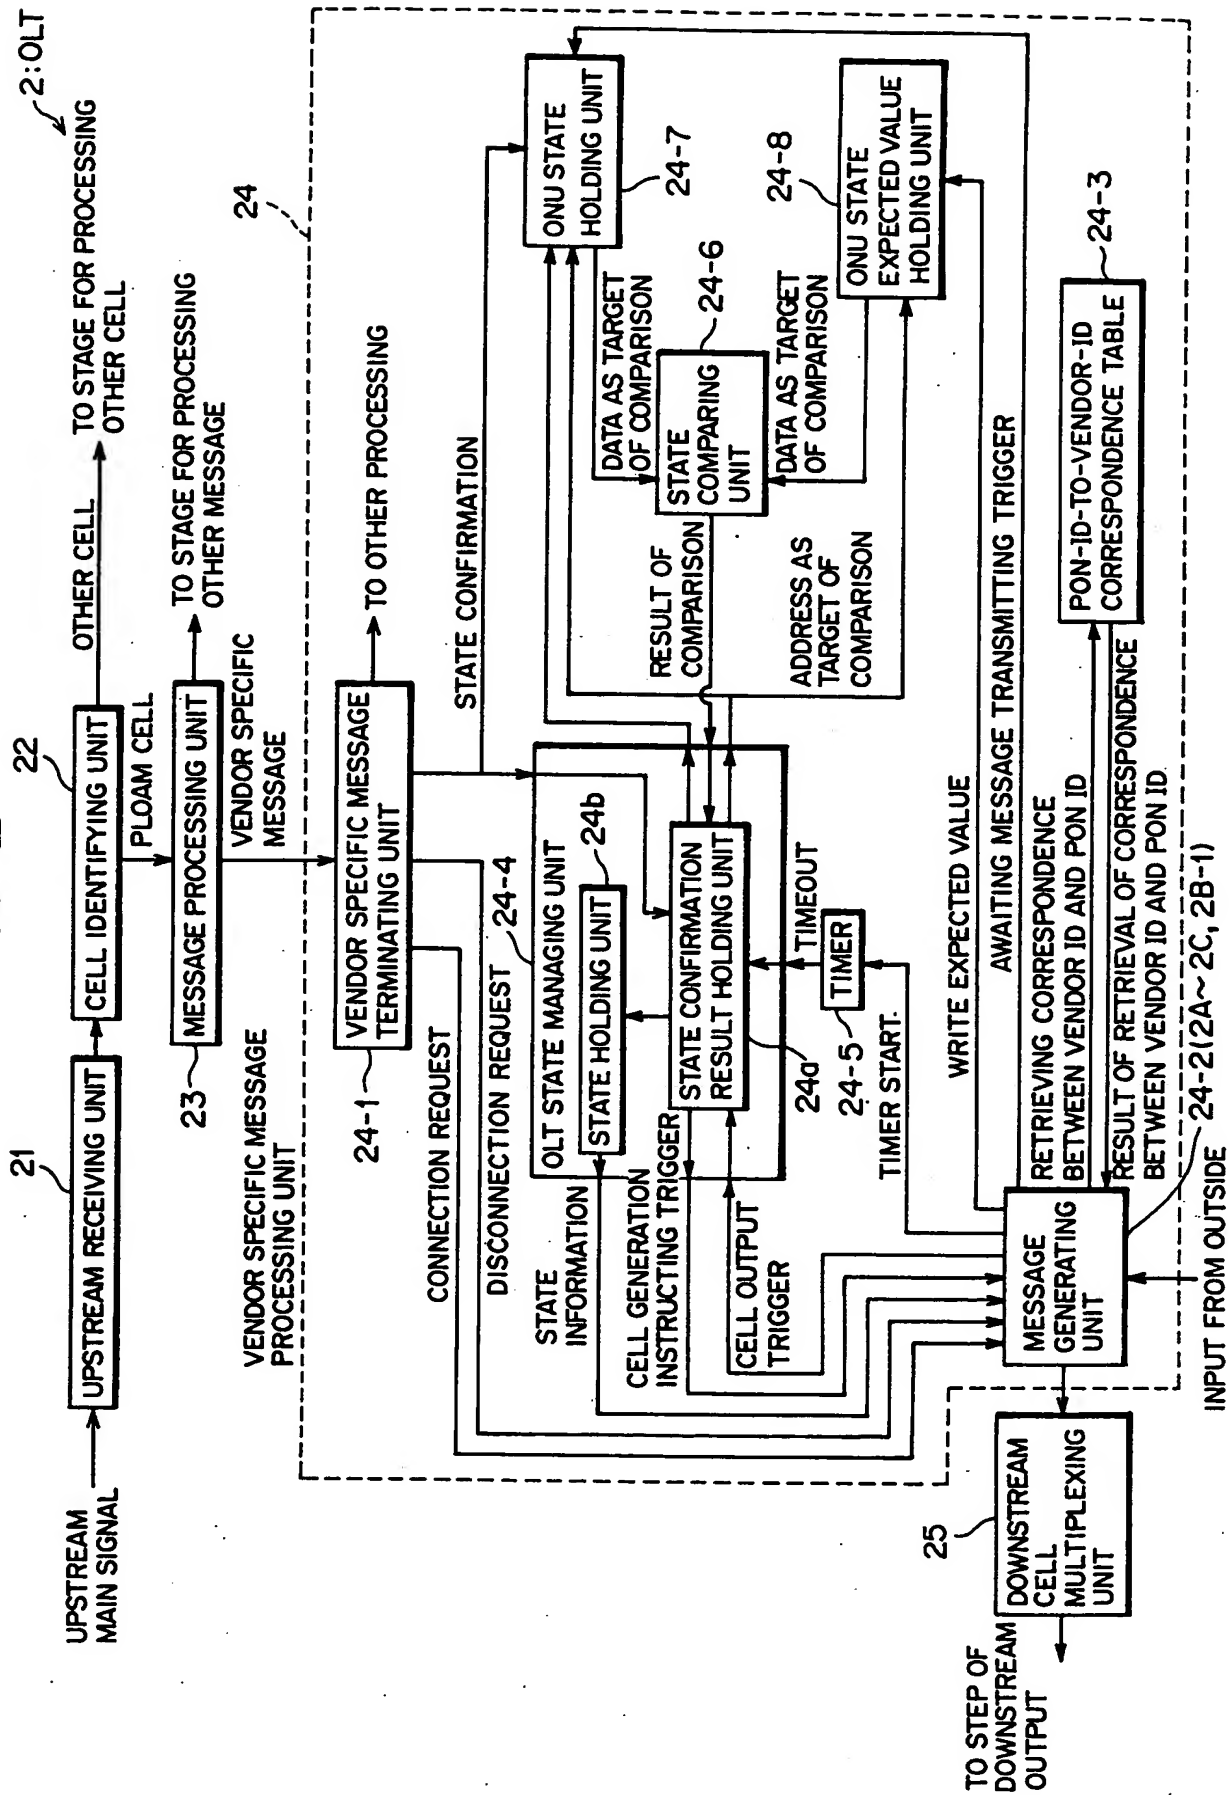 2:OLT
UPSTREAM
MAIN SIGNAL
21
UPSTREAM RECEIVING UNIT
22
CELL IDENTIFYING UNIT
OTHER CELL
TO STAGE FOR PROCESSING
OTHER CELL
PLOAM CELL
23
MESSAGE PROCESSING UNIT
TO STAGE FOR PROCESSING
OTHER MESSAGE
VENDOR SPECIFIC
MESSAGE
VENDOR SPECIFIC MESSAGE
PROCESSING UNIT
24
24-1
VENDOR SPECIFIC MESSAGE
TERMINATING UNIT
TO OTHER PROCESSING
CONNECTION REQUEST
DISCONNECTION REQUEST
STATE CONFIRMATION
24-4
OLT STATE MANAGING UNIT
STATE HOLDING UNIT
24b
STATE CONFIRMATION
RESULT HOLDING UNIT
24a
STATE
INFORMATION
CELL GENERATION
INSTRUCTING TRIGGER
CELL OUTPUT
TRIGGER
TIMEOUT
TIMER
24-5
TIMER START
ONU STATE
HOLDING UNIT
24-7
DATA AS TARGET
OF COMPARISON
24-6
STATE
COMPARING
UNIT
RESULT OF
COMPARISON
DATA AS TARGET
OF COMPARISON
24-8
ONU STATE
EXPECTED VALUE
HOLDING UNIT
ADDRESS AS
TARGET OF
COMPARISON
WRITE EXPECTED VALUE
AWAITING MESSAGE TRANSMITTING TRIGGER
RETRIEVING CORRESPONDENCE
BETWEEN VENDOR ID AND PON ID
RESULT OF RETRIEVAL OF CORRESPONDENCE
BETWEEN VENDOR ID AND PON ID
24-3
PON-ID-TO-VENDOR-ID
CORRESPONDENCE TABLE
MESSAGE
GENERATING
UNIT
24-2(2A~2C, 2B-1)
INPUT FROM OUTSIDE
25
DOWNSTREAM
CELL
MULTIPLEXING
UNIT
TO STEP OF
DOWNSTREAM
OUTPUT